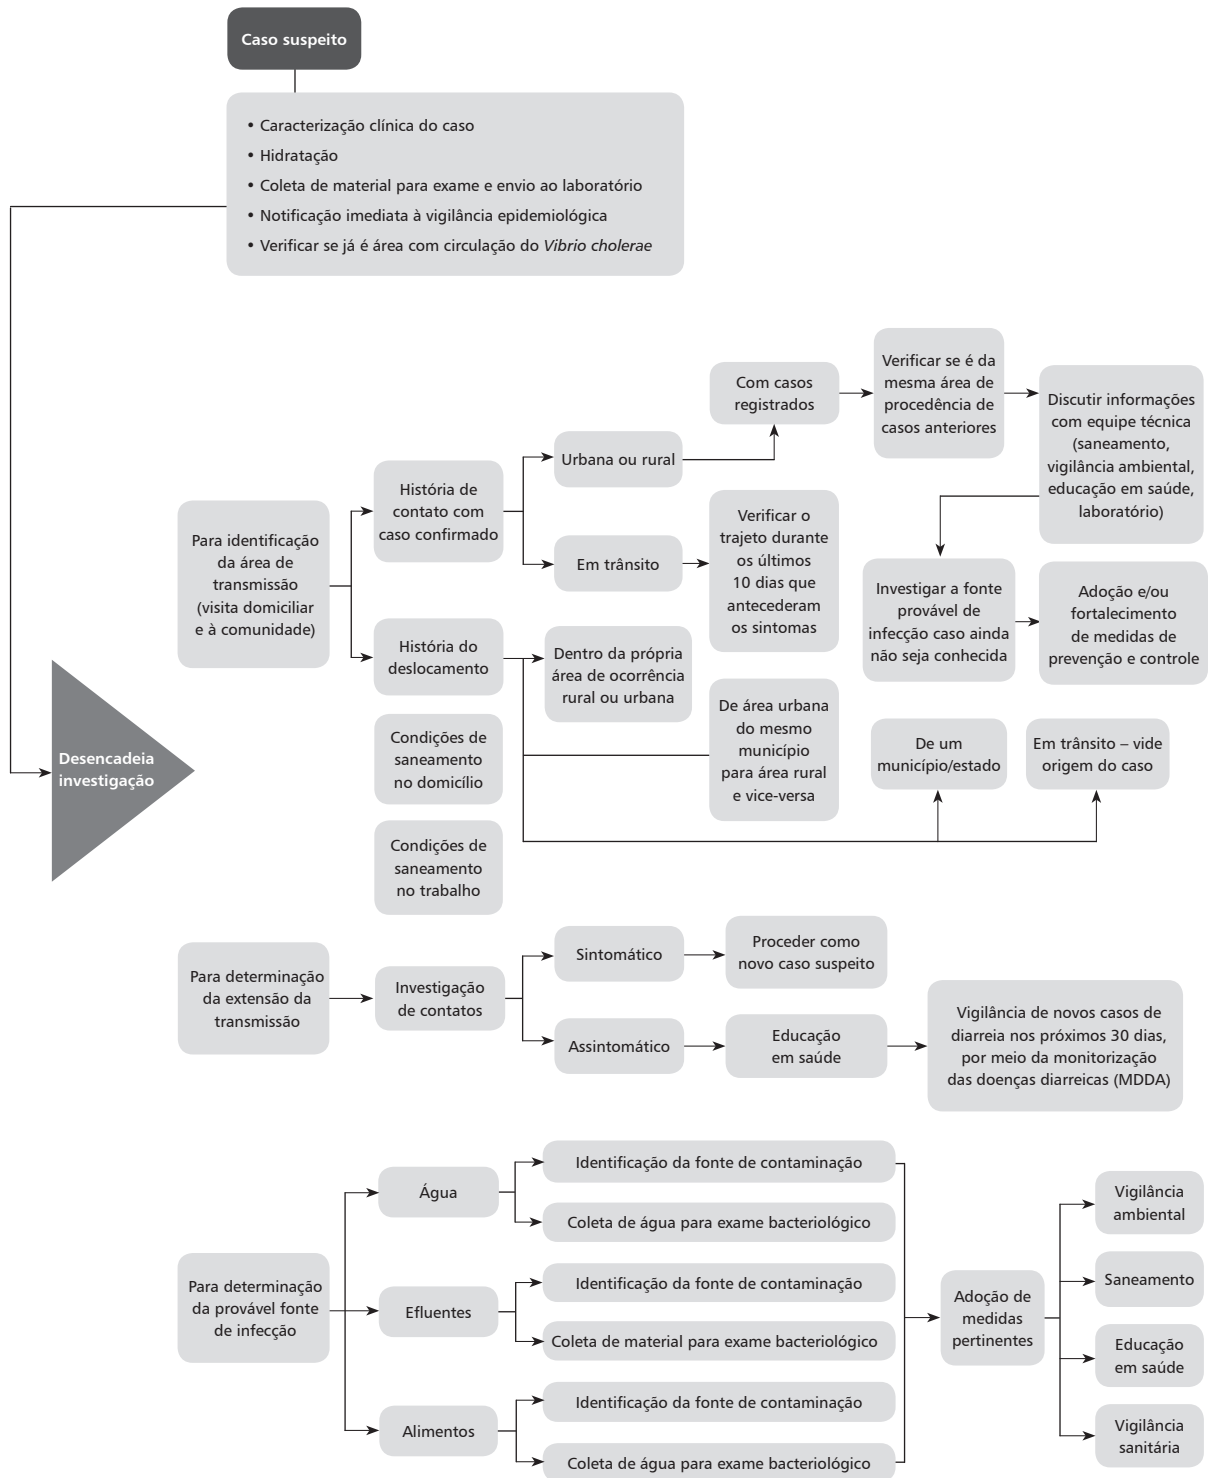 Caso suspeito
• Caracterização clínica do caso
• Hidratação
• Coleta de material para exame e envio ao laboratório
• Notificação imediata à vigilância epidemiológica
• Verificar se já é área com circulação do Vibrio cholerae
Desencadeia
investigação
Para identificação
da área de
transmissão
(visita domiciliar
e à comunidade)
História de
contato com
caso confirmado
Urbana ou rural
Com casos
registrados
Verificar se é da
mesma área de
procedência de
casos anteriores
Discutir informações
com equipe técnica
(saneamento,
vigilância ambiental,
educação em saúde,
laboratório)
Investigar a fonte
provável de
infecção caso ainda
não seja conhecida
Adoção e/ou
fortalecimento
de medidas de
prevenção e controle
Em trânsito
Verificar o
trajeto durante
os últimos
10 dias que
antecederam
os sintomas
História do
deslocamento
Dentro da própria
área de ocorrência
rural ou urbana
De área urbana
do mesmo
município
para área rural
e vice-versa
De um
município/estado
Em trânsito – vide
origem do caso
Condições de
saneamento
no domicílio
Condições de
saneamento
no trabalho
Para determinação
da extensão da
transmissão
Investigação
de contatos
Sintomático
Proceder como
novo caso suspeito
Assintomático
Educação
em saúde
Vigilância de novos casos de
diarreia nos próximos 30 dias,
por meio da monitorização
das doenças diarreicas (MDDA)
Para determinação
da provável fonte
de infecção
Água
Identificação da fonte de contaminação
Coleta de água para exame bacteriológico
Efluentes
Identificação da fonte de contaminação
Coleta de material para exame bacteriológico
Alimentos
Identificação da fonte de contaminação
Coleta de água para exame bacteriológico
Adoção de
medidas
pertinentes
Vigilância
ambiental
Saneamento
Educação
em saúde
Vigilância
sanitária